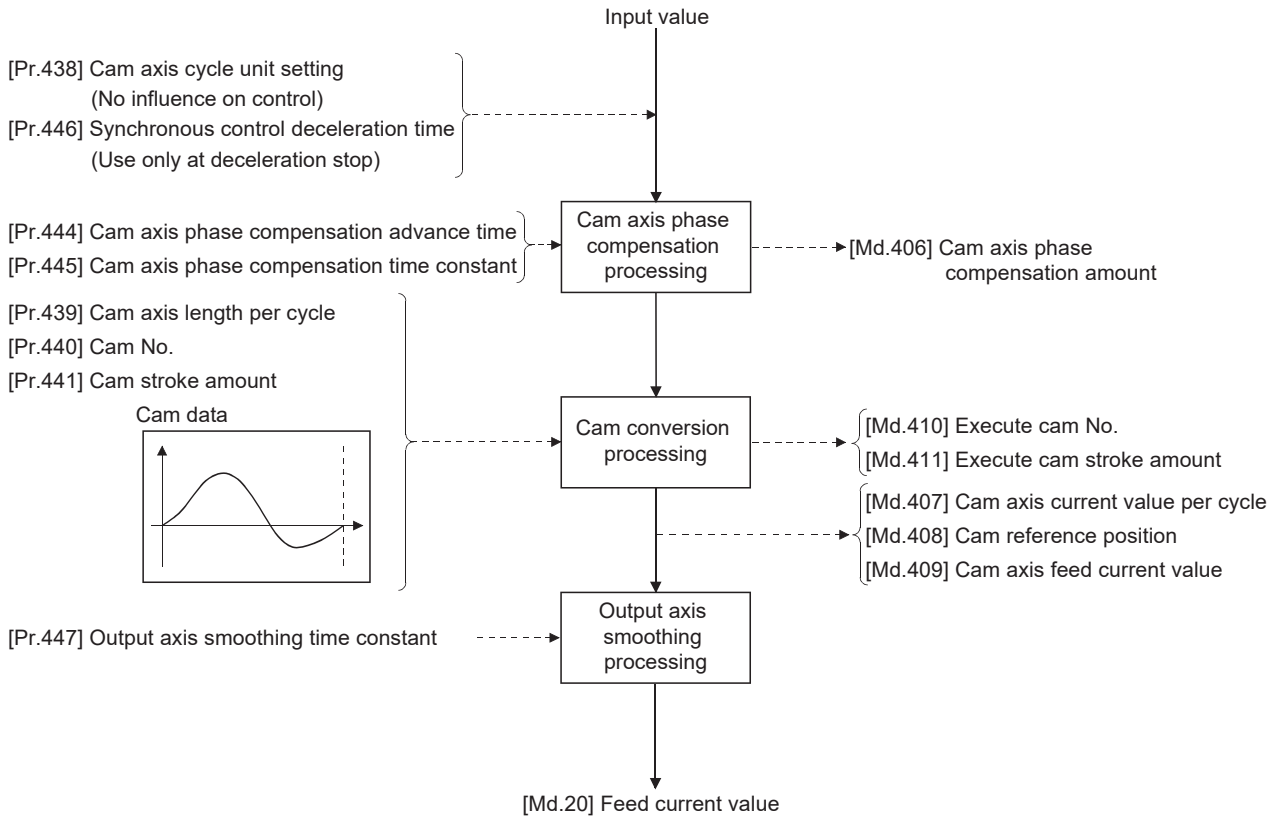 Input value
[Pr.438] Cam axis cycle unit setting
(No influence on control)
[Pr.446] Synchronous control deceleration time
(Use only at deceleration stop)
[Pr.444] Cam axis phase compensation advance time
[Pr.445] Cam axis phase compensation time constant
Cam axis phase
compensation
processing
[Md.406] Cam axis phase
compensation amount
[Pr.439] Cam axis length per cycle
[Pr.440] Cam No.
[Pr.441] Cam stroke amount
Cam data
Cam conversion
processing
[Md.410] Execute cam No.
[Md.411] Execute cam stroke amount
[Md.407] Cam axis current value per cycle
[Md.408] Cam reference position
[Md.409] Cam axis feed current value
[Pr.447] Output axis smoothing time constant
Output axis
smoothing
processing
[Md.20] Feed current value